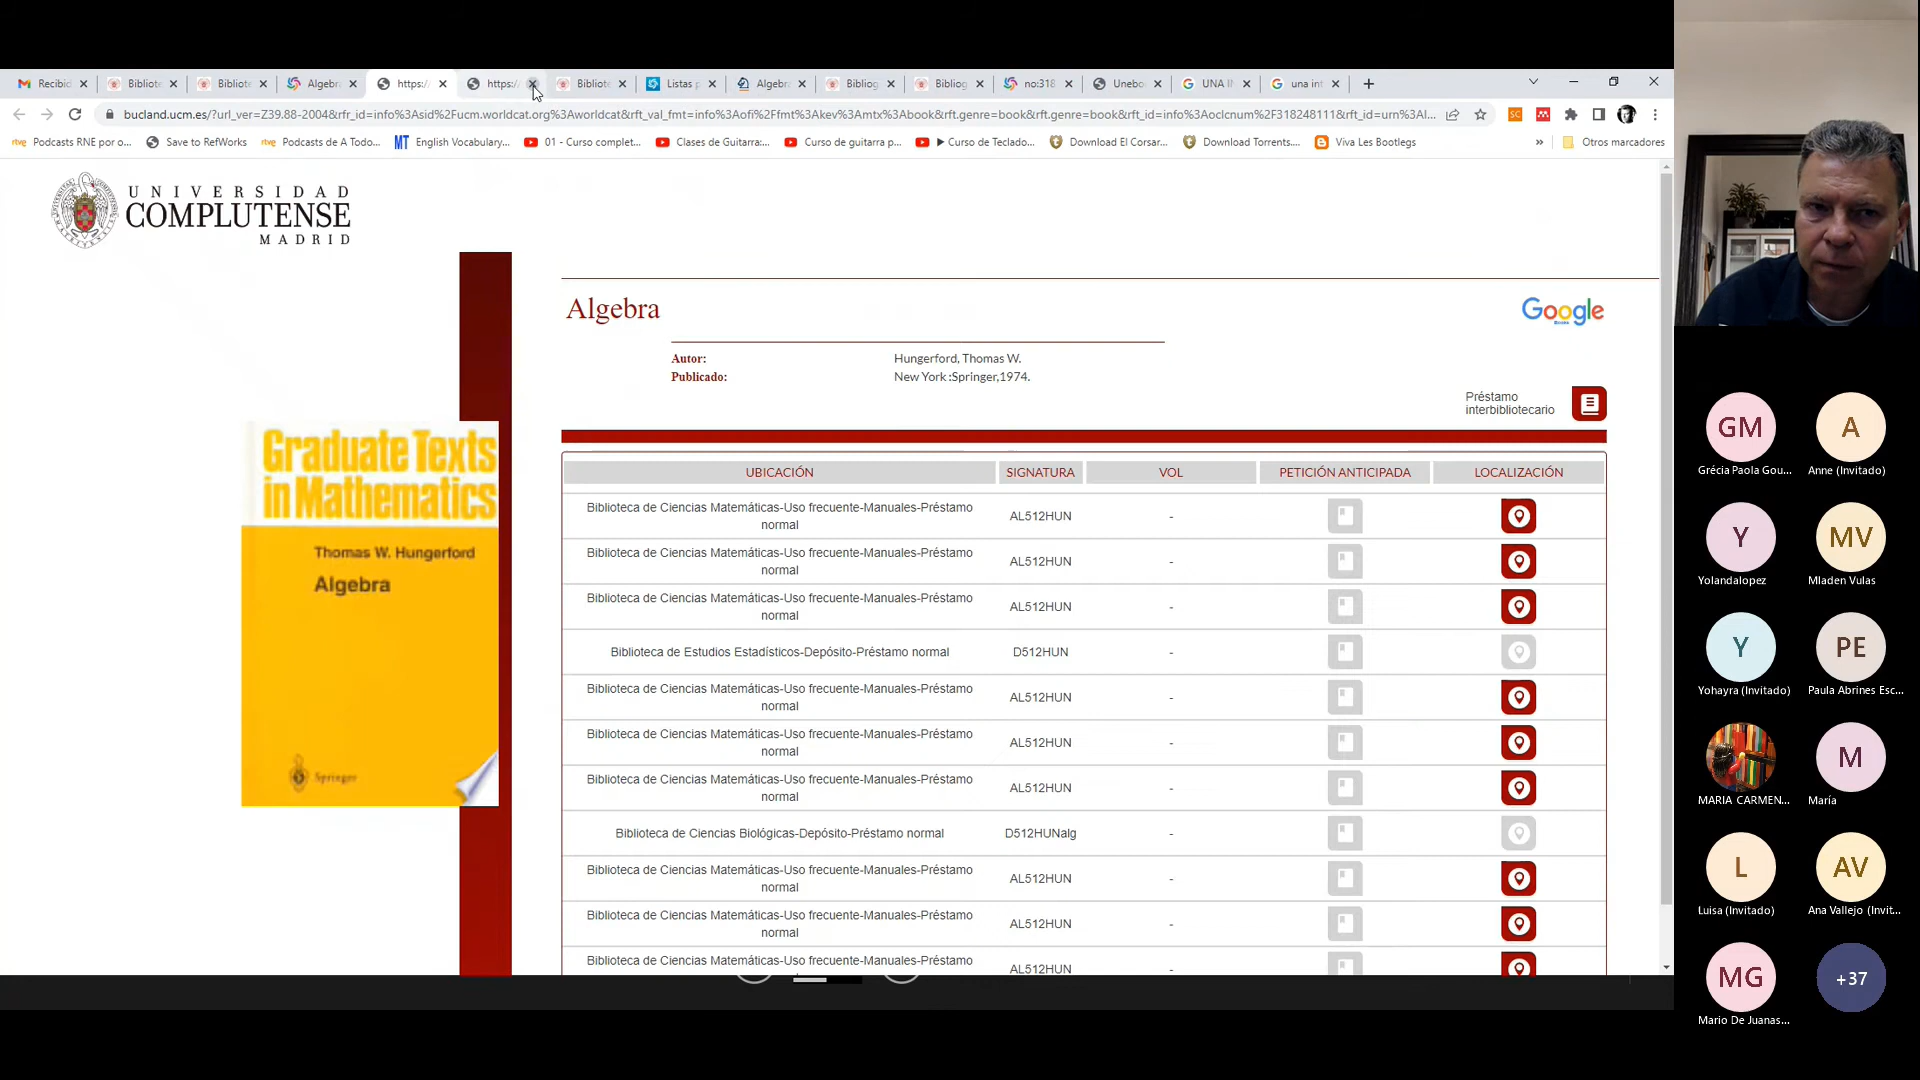 Recibid
Bibliote
Bibliote
Algebra
https:/
https:/
Bibliote
Listas p
Algebra
Bibliog
Bibliog
no:318
Unebo
UNA I
una int
bucland.ucm.es/?url_ver=Z39.88-2004&rfr_id=info%3Asid%2Fucm.worldcat.org%3Aworldcat&rft_val_fmt=info%3Aofi%2Ffmt%3Akev%3Amtx%3Abook&rft.genre=book&rft.genre=book&rft_id=info%3Aoclcnum%2F318248111&rft_id=urn%3AI...
rtve Podcasts RNE por o...
Save to RefWorks
rtve Podcasts de A Todo...
MT English Vocabulary...
01 - Curso complet...
Clases de Guitarra:...
Curso de guitarra p...
Curso de Teclado...
Download El Corsar...
Download Torrents....
Viva Les Bootlegs
»
Otros marcadores
UNIVERSIDAD
COMPLUTENSE
MADRID
Algebra
Google
Books
Autor: Hungerford, Thomas W.
Publicado: New York :Springer,1974.
Préstamo
interbibliotecario
Graduate Texts
in Mathematics
Thomas W. Hungerford
Algebra
Springer
UBICACIÓN SIGNATURA VOL PETICIÓN ANTICIPADA LOCALIZACIÓN
Biblioteca de Ciencias Matemáticas-Uso frecuente-Manuales-Préstamo
normal AL512HUN -
Biblioteca de Ciencias Matemáticas-Uso frecuente-Manuales-Préstamo
normal AL512HUN -
Biblioteca de Ciencias Matemáticas-Uso frecuente-Manuales-Préstamo
normal AL512HUN -
Biblioteca de Estudios Estadísticos-Depósito-Préstamo normal D512HUN -
Biblioteca de Ciencias Matemáticas-Uso frecuente-Manuales-Préstamo
normal AL512HUN -
Biblioteca de Ciencias Matemáticas-Uso frecuente-Manuales-Préstamo
normal AL512HUN -
Biblioteca de Ciencias Matemáticas-Uso frecuente-Manuales-Préstamo
normal AL512HUN -
Biblioteca de Ciencias Biológicas-Depósito-Préstamo normal D512HUNalg -
Biblioteca de Ciencias Matemáticas-Uso frecuente-Manuales-Préstamo
normal AL512HUN -
Biblioteca de Ciencias Matemáticas-Uso frecuente-Manuales-Préstamo
normal AL512HUN -
Biblioteca de Ciencias Matemáticas-Uso frecuente-Manuales-Préstamo
AL512HUN -
GM
Grécia Paola Gou...
A
Anne (Invitado)
Y
Yolandalopez
MV
Mladen Vulas
Y
Yohayra (Invitado)
PE
Paula Abrines Esc...
MARIA CARMEN...
M
María
L
Luisa (Invitado)
AV
Ana Vallejo (Invit...
MG
Mario De Juanas...
+37